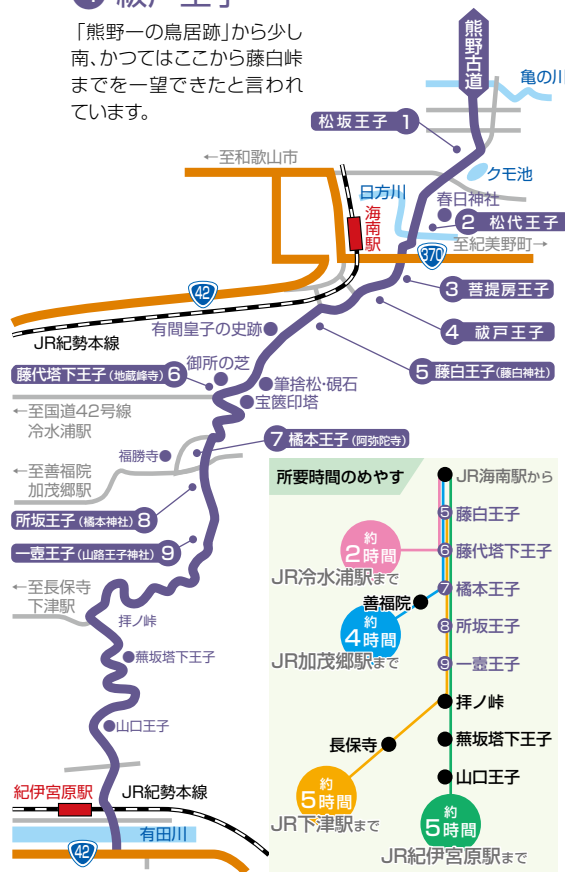 「熊野一の鳥居跡」から少し
南、かつてはここから藤白峠
までを一望できたと言われ
ています。
熊野古道
亀の川
松坂王子 1
←至和歌山市
クモ池
日方川
春日神社
海南駅
2 松代王子
至紀美野町→
370
42
3 菩提房王子
有間皇子の史跡
4 祓戸王子
JR紀勢本線
御所の芝
5 藤白王子(藤白神社)
藤代塔下王子(地蔵峰寺) 6
筆捨松・硯石
宝篋印塔
←至国道42号線
冷水浦駅
7 橘本王子(阿弥陀寺)
福勝寺
←至善福院
加茂郷駅
所坂王子(橘本神社) 8
一壺王子(山路王子神社) 9
←至長保寺
下津駅
拝ノ峠
蕪坂塔下王子
山口王子
紀伊宮原駅
JR紀勢本線
有田川
42
所要時間のめやす
JR海南駅から
⑤ 藤白王子
約
2時間
⑥ 藤代塔下王子
JR冷水浦駅まで
⑦ 橘本王子
善福院
約
4時間
⑧ 所坂王子
JR加茂郷駅まで
⑨ 一壺王子
拝ノ峠
長保寺
蕪坂塔下王子
山口王子
約
5時間
JR下津駅まで
約
5時間
JR紀伊宮原駅まで